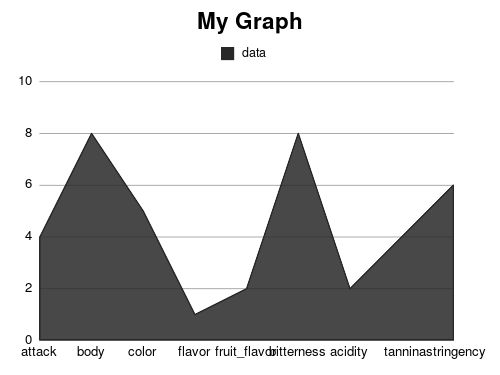 My Graph
data
10
8
6
4
2
0
attack body color flavor fruit_flavor bitterness acidity tannin astringency